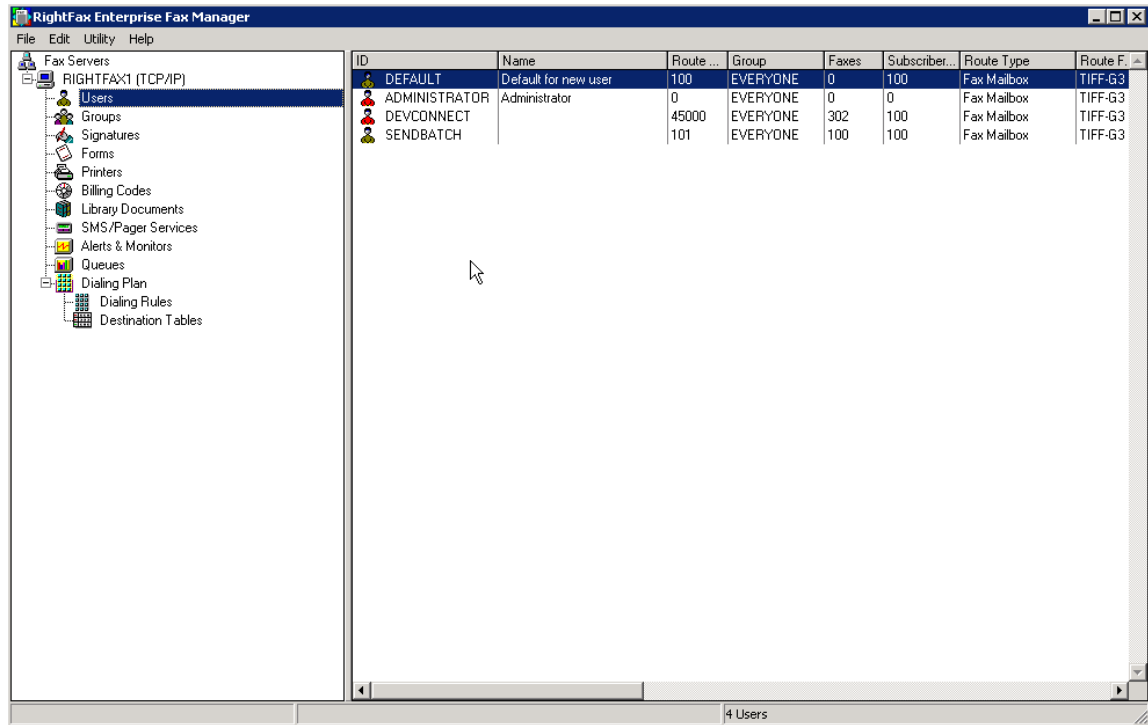 RightFax Enterprise Fax Manager
File Edit Utility Help
Fax Servers
RIGHTFAX1 (TCP/IP)
Users
Groups
Signatures
Forms
Printers
Billing Codes
Library Documents
SMS/Pager Services
Alerts & Monitors
Queues
Dialing Plan
Dialing Rules
Destination Tables
ID Name Route ... Group Faxes Subscriber... Route Type Route F.
DEFAULT Default for new user 100 EVERYONE 0 100 Fax Mailbox TIFF-G3
ADMINISTRATOR Administrator 0 EVERYONE 0 0 Fax Mailbox TIFF-G3
DEVCONNECT 45000 EVERYONE 302 100 Fax Mailbox TIFF-G3
SENDBATCH 101 EVERYONE 100 100 Fax Mailbox TIFF-G3
4 Users